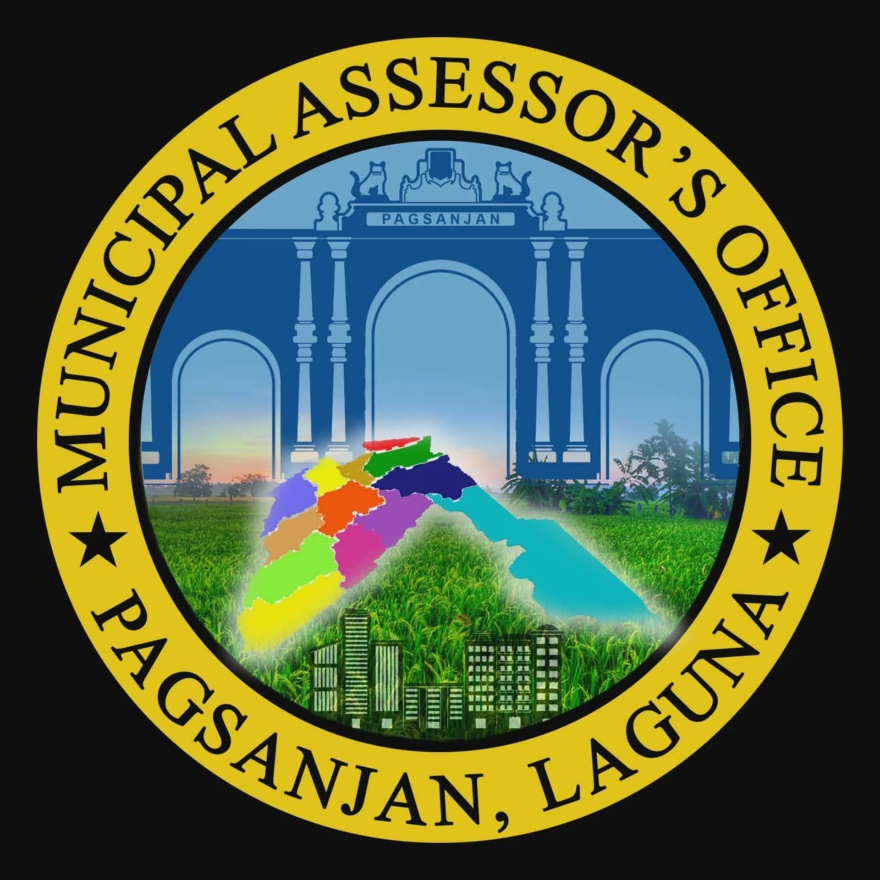 MUNICIPAL ASSESSOR'S OFFICE
PAGSANJAN
PAGSANJAN, LAGUNA